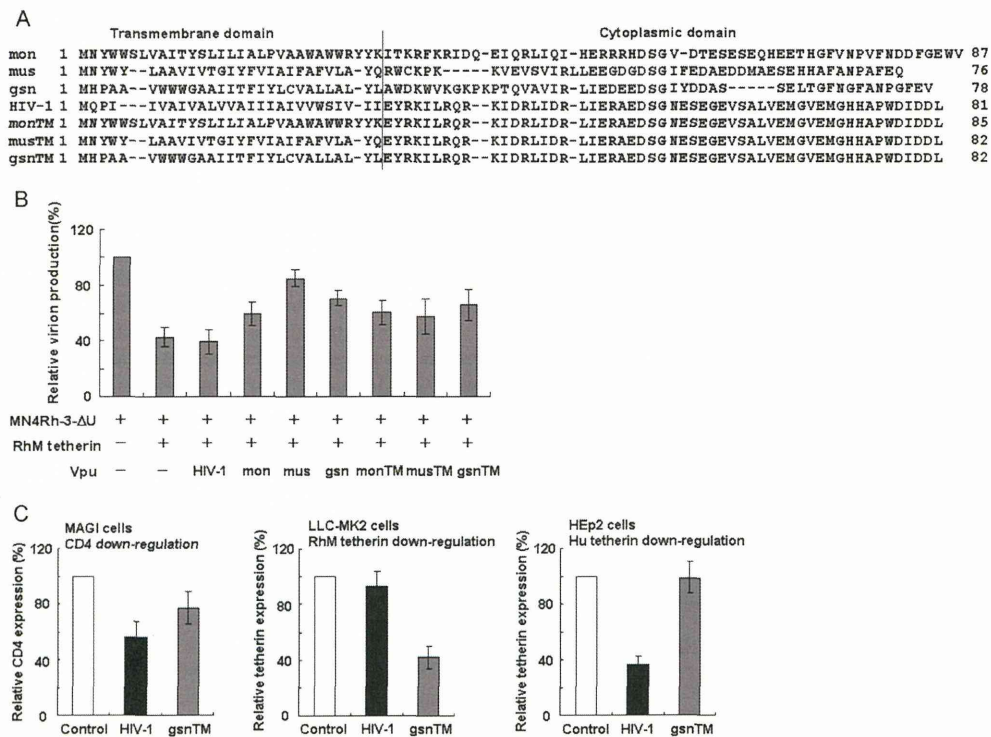 A
Transmembrane domain Cytoplasmic domain
mon 1 MNYWWSLVAITYSLILIALPVAAWAWWRYYKITKRFKRIDQ-EIQRLIQI-HERRRHDSGV-DTESESEQHEETHGFVNPVFNDDFGEWV 87
mus 1 MNYWY--LAAVIVTGIYFVIAIFAFVLA-YQRWCKPK-----KVEVSVIRLLEEGDGDSGIFEDAEDDMAESEHHAFANPAFEQ 76
gsn 1 MHPAA--VWWWGAAIITFIYLCVALLAL-YLAWDKWVKGKPKPTQVAVIR-LIEDEEDSGIYDDAS-----SELTGFGNGFANPGFEV 78
HIV-1 1 MQPI---IVAIVALVVAIIIAIVVWSIV-IIEYRKILRQR--KIDRLIDR-LIERAEDSGNESEGEVSALVEMGVEMGHHAPWDIDDL 81
monTM 1 MNYWWSLVAITYSLILIALPVAAWAWWRYYKEYRKILRQR--KIDRLIDR-LIERAEDSGNESEGEVSALVEMGVEMGHHAPWDIDDL 85
musTM 1 MNYWY--LAAVIVTGIYFVIAIFAFVLA-YQEYRKILRQR--KIDRLIDR-LIERAEDSGNESEGEVSALVEMGVEMGHHAPWDIDDL 82
gsnTM 1 MHPAA--VWWWGAAIITFIYLCVALLAL-YLEYRKILRQR--KIDRLIDR-LIERAEDSGNESEGEVSALVEMGVEMGHHAPWDIDDL 82
B
Relative virion production(%)
120
80
40
0
MN4Rh-3-ΔU + + + + + + + + +
RhM tetherin − + + + + + + + +
Vpu − − HIV-1 mon mus gsn monTM musTM gsnTM
C
MAGI cells
CD4 down-regulation
Relative CD4 expression (%)
120
80
40
0
Control HIV-1 gsnTM
LLC-MK2 cells
RhM tetherin down-regulation
Relative tetherin expression (%)
120
80
40
0
Control HIV-1 gsnTM
HEp2 cells
Hu tetherin down-regulation
Relative tetherin expression (%)
120
80
40
0
Control HIV-1 gsnTM